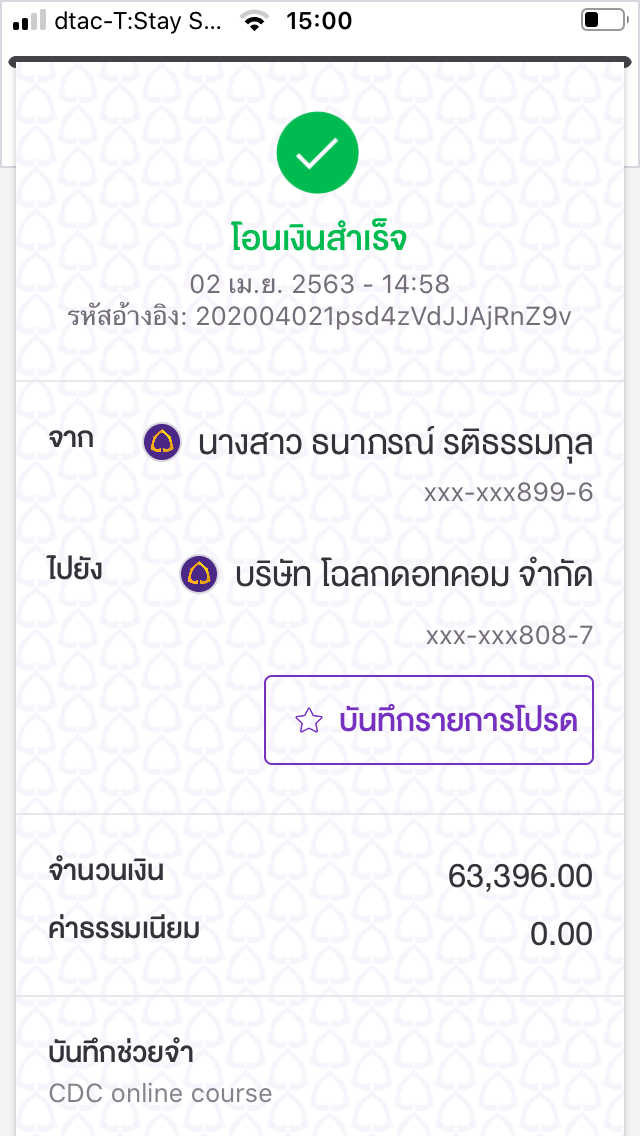 dtac-T:Stay S... 15:00
โอนเงินสำเร็จ
02 เม.ย. 2563 - 14:58
รหัสอ้างอิง: 202004021psd4zVdJJAjRnZ9v
จาก นางสาว ธนาภรณ์ รติธรรมกุล
xxx-xxx899-6
ไปยัง บริษัท โฉลกดอทคอม จำกัด
xxx-xxx808-7
บันทึกรายการโปรด
จำนวนเงิน 63,396.00
ค่าธรรมเนียม 0.00
บันทึกช่วยจำ
CDC online course